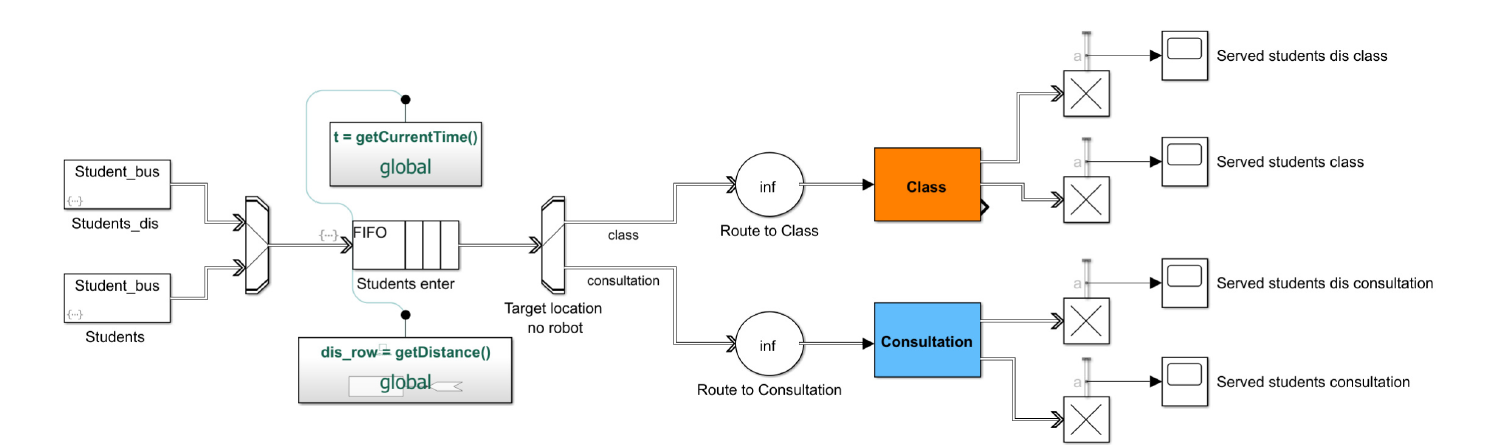 Student_bus
{...}
Students_dis
Student_bus
{...}
Students
t = getCurrentTime()
global
{...}
FIFO
Students enter
dis_row = getDistance()
global
class
consultation
Target location
no robot
inf
Route to Class
inf
Route to Consultation
Class
Consultation
a
Served students dis class
a
Served students class
a
Served students dis consultation
a
Served students consultation